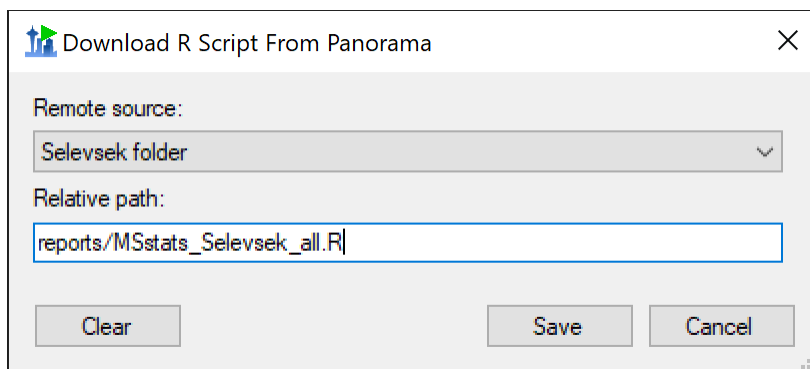 Download R Script From Panorama
Remote source:
Selevsek folder
Relative path:
reports/MSstats_Selevsek_all.R
Clear Save Cancel